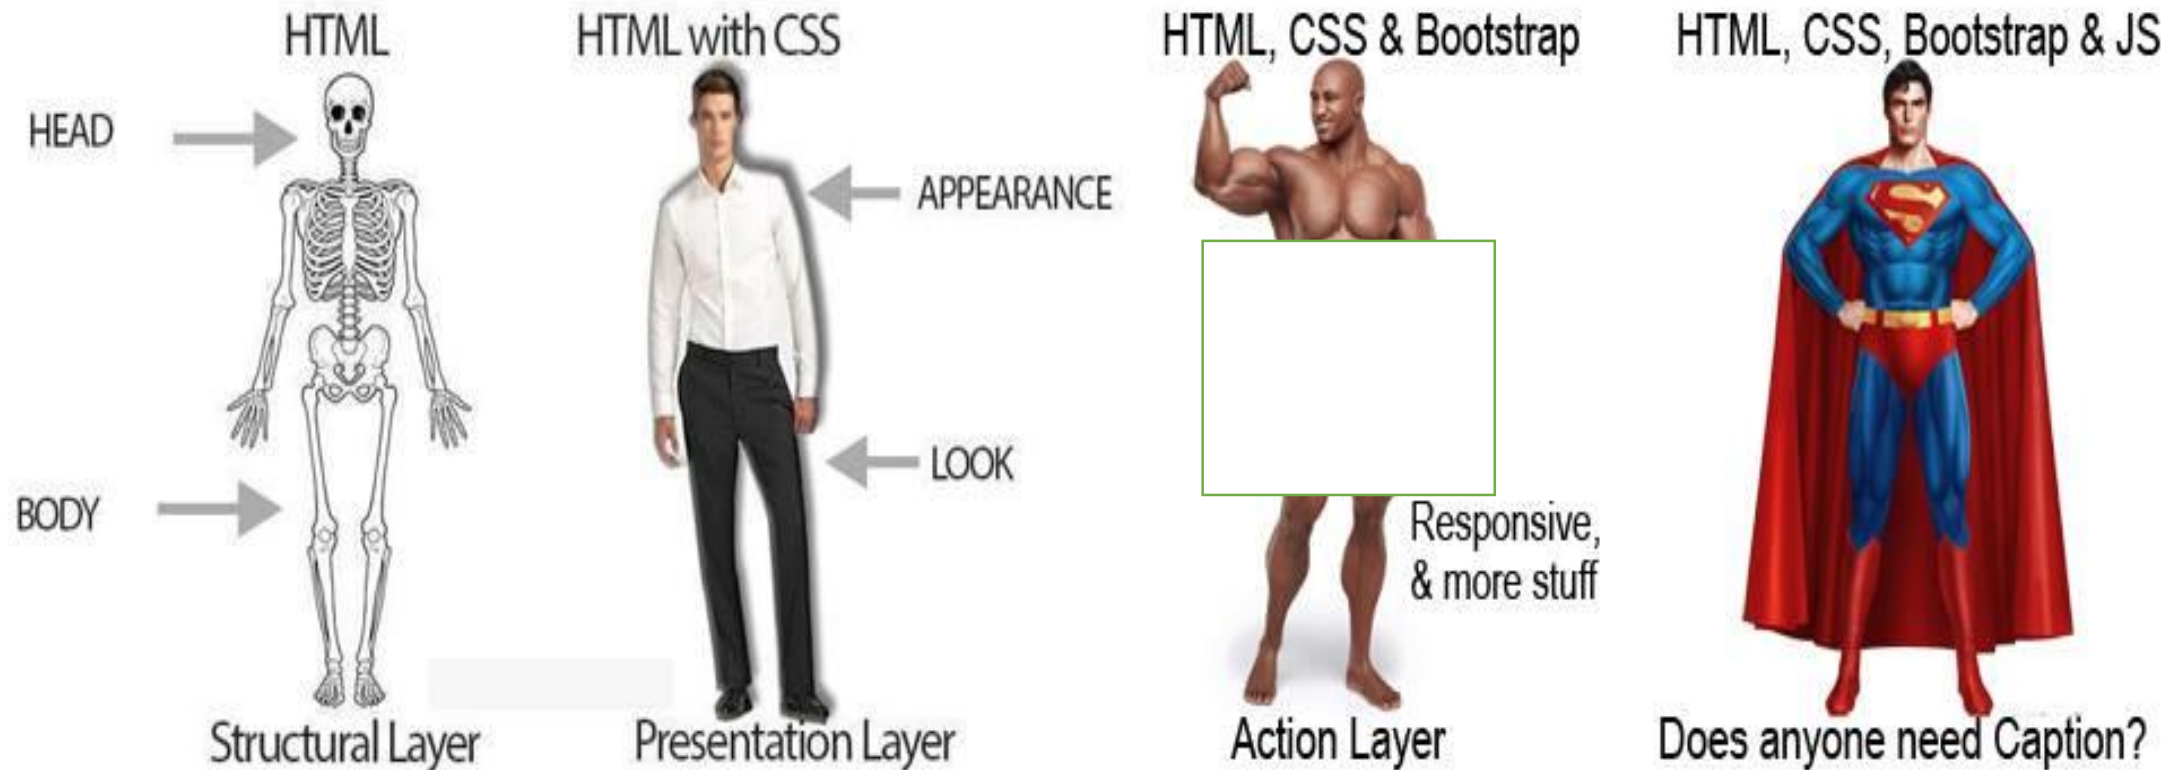 HTML
HEAD
BODY
Structural Layer
HTML with CSS
APPEARANCE
LOOK
Presentation Layer
HTML, CSS & Bootstrap
Responsive,
& more stuff
Action Layer
HTML, CSS, Bootstrap & JS
S
Does anyone need Caption?